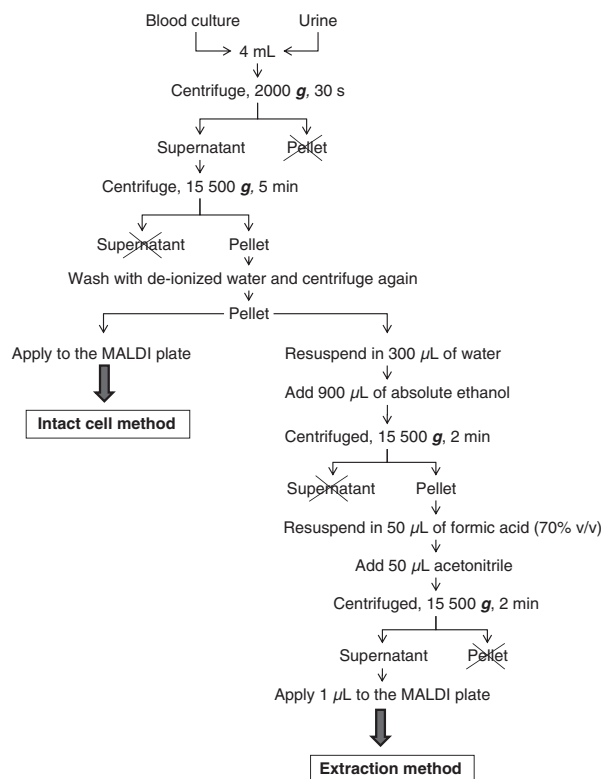 Blood culture Urine
4 mL
Centrifuge, 2000 g, 30 s
Supernatant Pellet
Centrifuge, 15 500 g, 5 min
Supernatant Pellet
Wash with de-ionized water and centrifuge again
Pellet
Apply to the MALDI plate
Intact cell method
Resuspend in 300 µL of water
Add 900 µL of absolute ethanol
Centrifuged, 15 500 g, 2 min
Supernatant Pellet
Resuspend in 50 µL of formic acid (70% v/v)
Add 50 µL acetonitrile
Centrifuged, 15 500 g, 2 min
Supernatant Pellet
Apply 1 µL to the MALDI plate
Extraction method